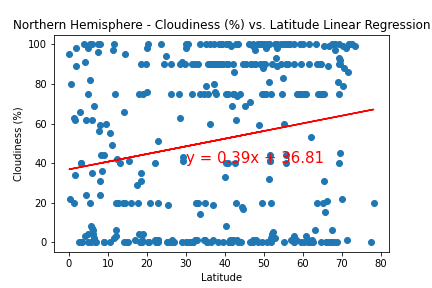 Northern Hemisphere - Cloudiness (%) vs. Latitude Linear Regression
100
80
60
40
20
0
Cloudiness (%)
y = 0.39x + 36.81
0 10 20 30 40 50 60 70 80
Latitude